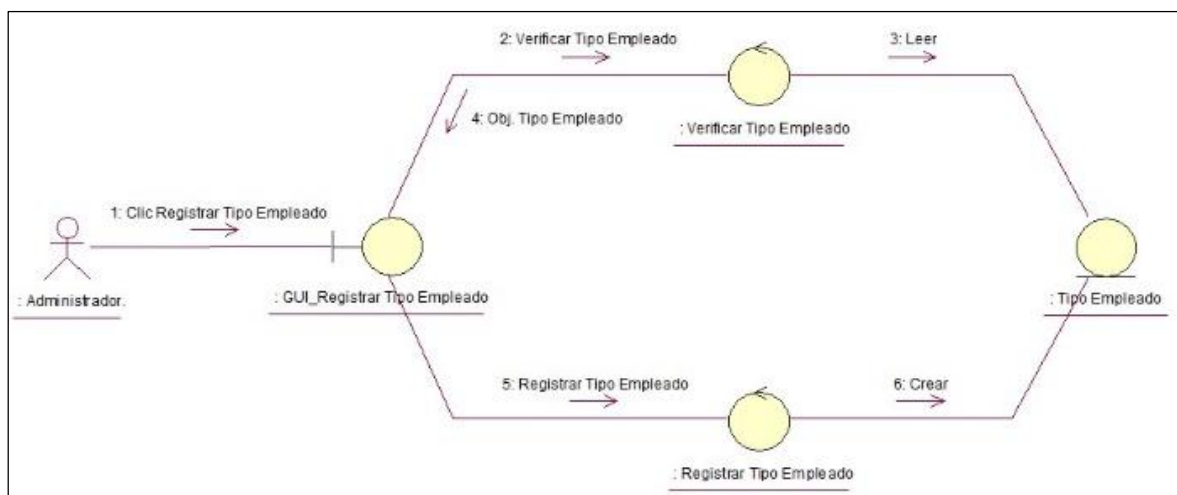 2: Verificar Tipo Empleado
3: Leer
4: Obj. Tipo Empleado
: Verificar Tipo Empleado
1: Clic Registrar Tipo Empleado
: Administrador.
: GUI_Registrar Tipo Empleado
: Tipo Empleado
5: Registrar Tipo Empleado
6: Crear
: Registrar Tipo Empleado